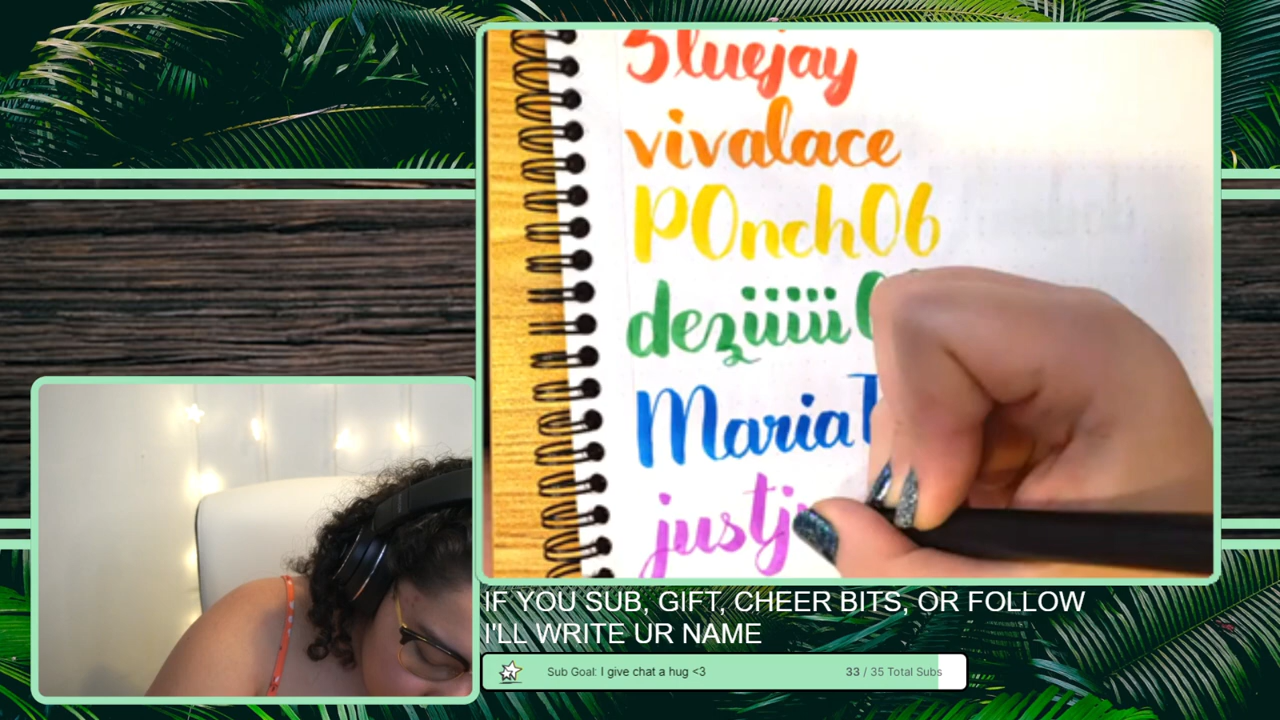 5luejay
vivalace
P0nch06
deziiiii
Maria
justj
IF YOU SUB, GIFT, CHEER BITS, OR FOLLOW
I'LL WRITE UR NAME
Sub Goal: I give chat a hug <3
33 / 35 Total Subs